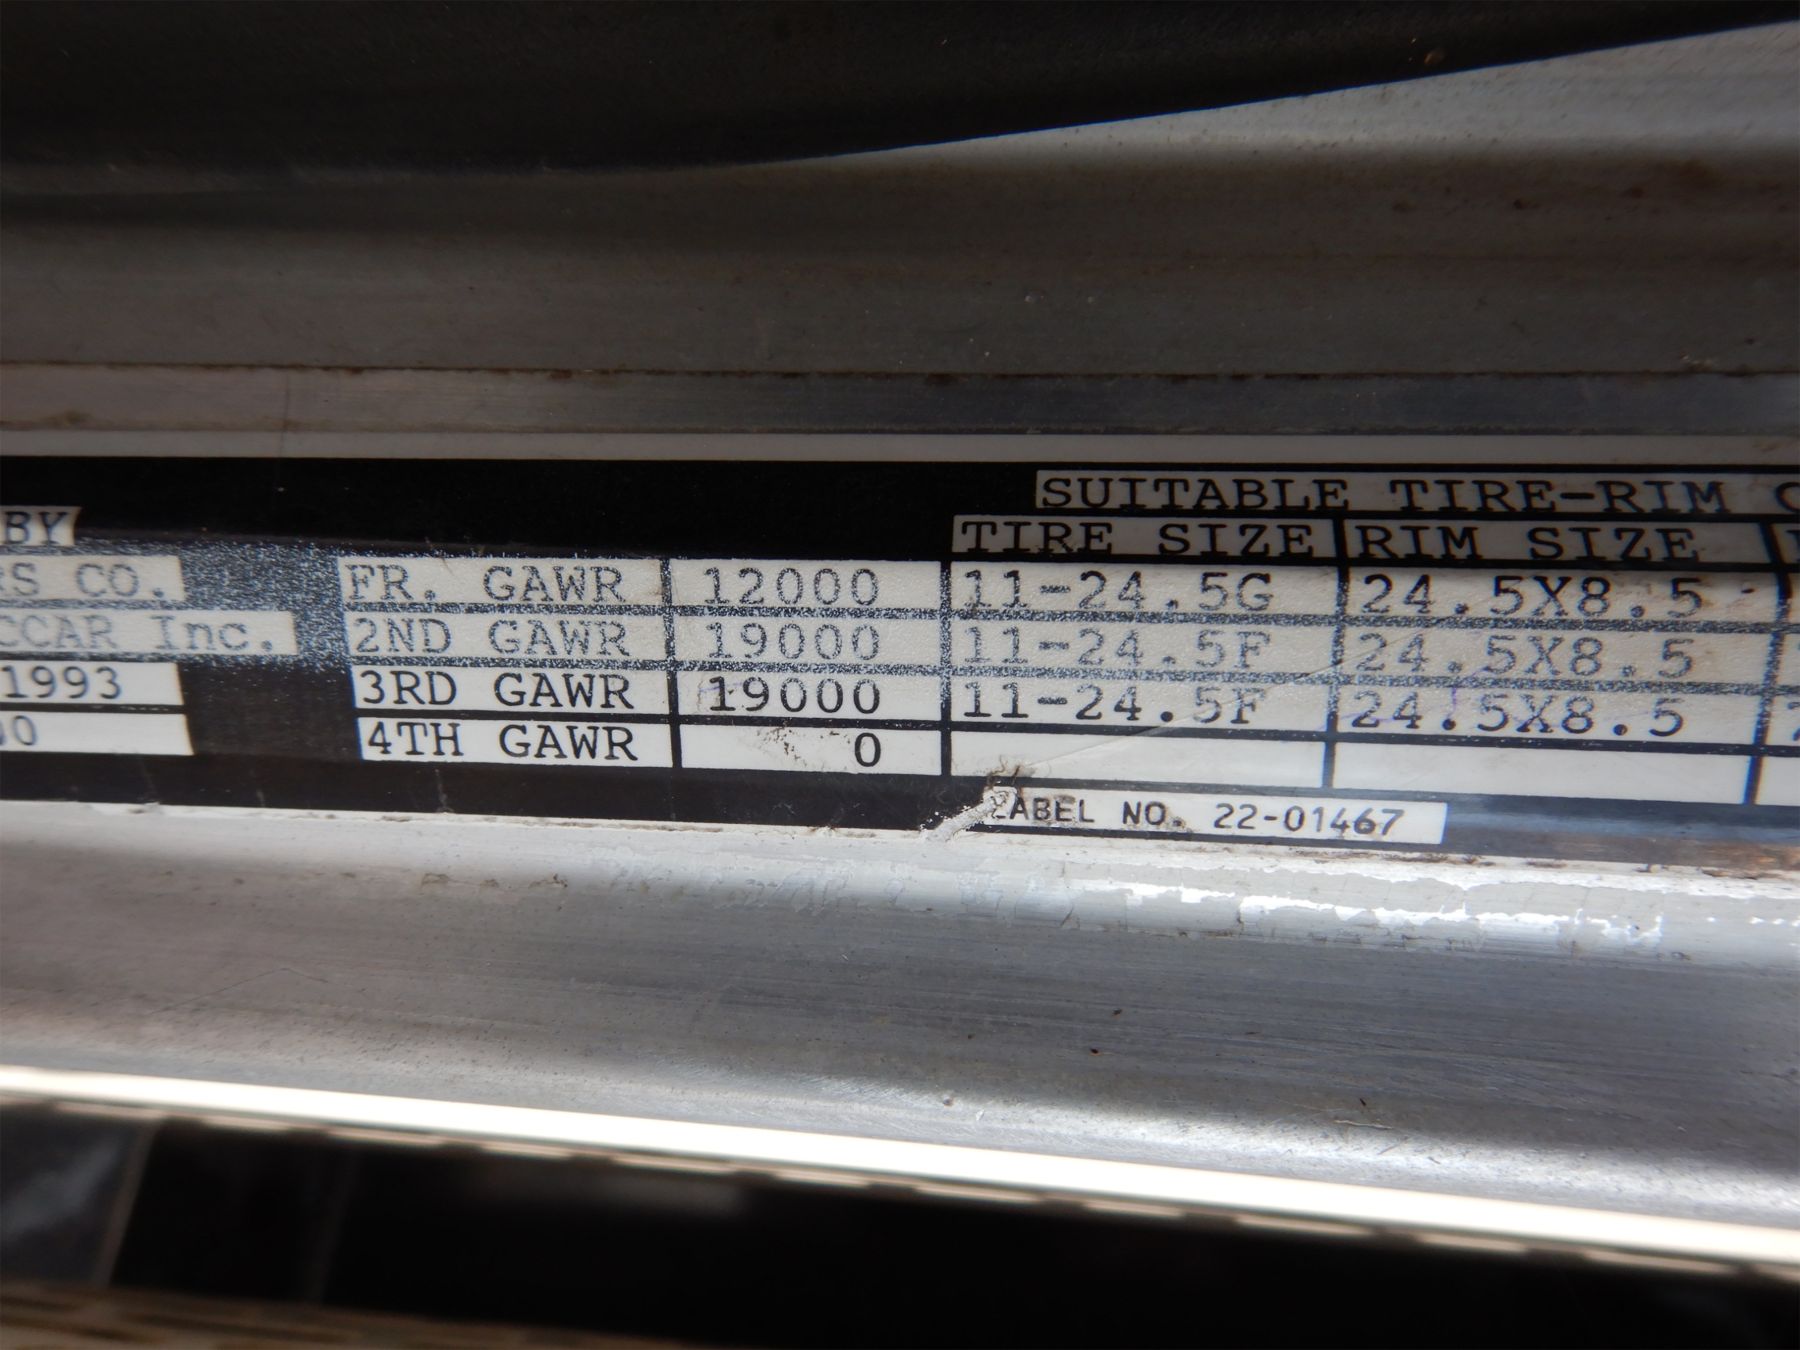 SUITABLE TIRE-RIM
BY TIRE SIZE RIM SIZE
RS CO. FR. GAWR 12000 11-24.5G 24.5X8.5
CCAR Inc. 2ND GAWR 19000 11-24.5F 24.5X8.5
1993 3RD GAWR 19000 11-24.5F 24.5X8.5
00 4TH GAWR 0
LABEL NO. 22-01467